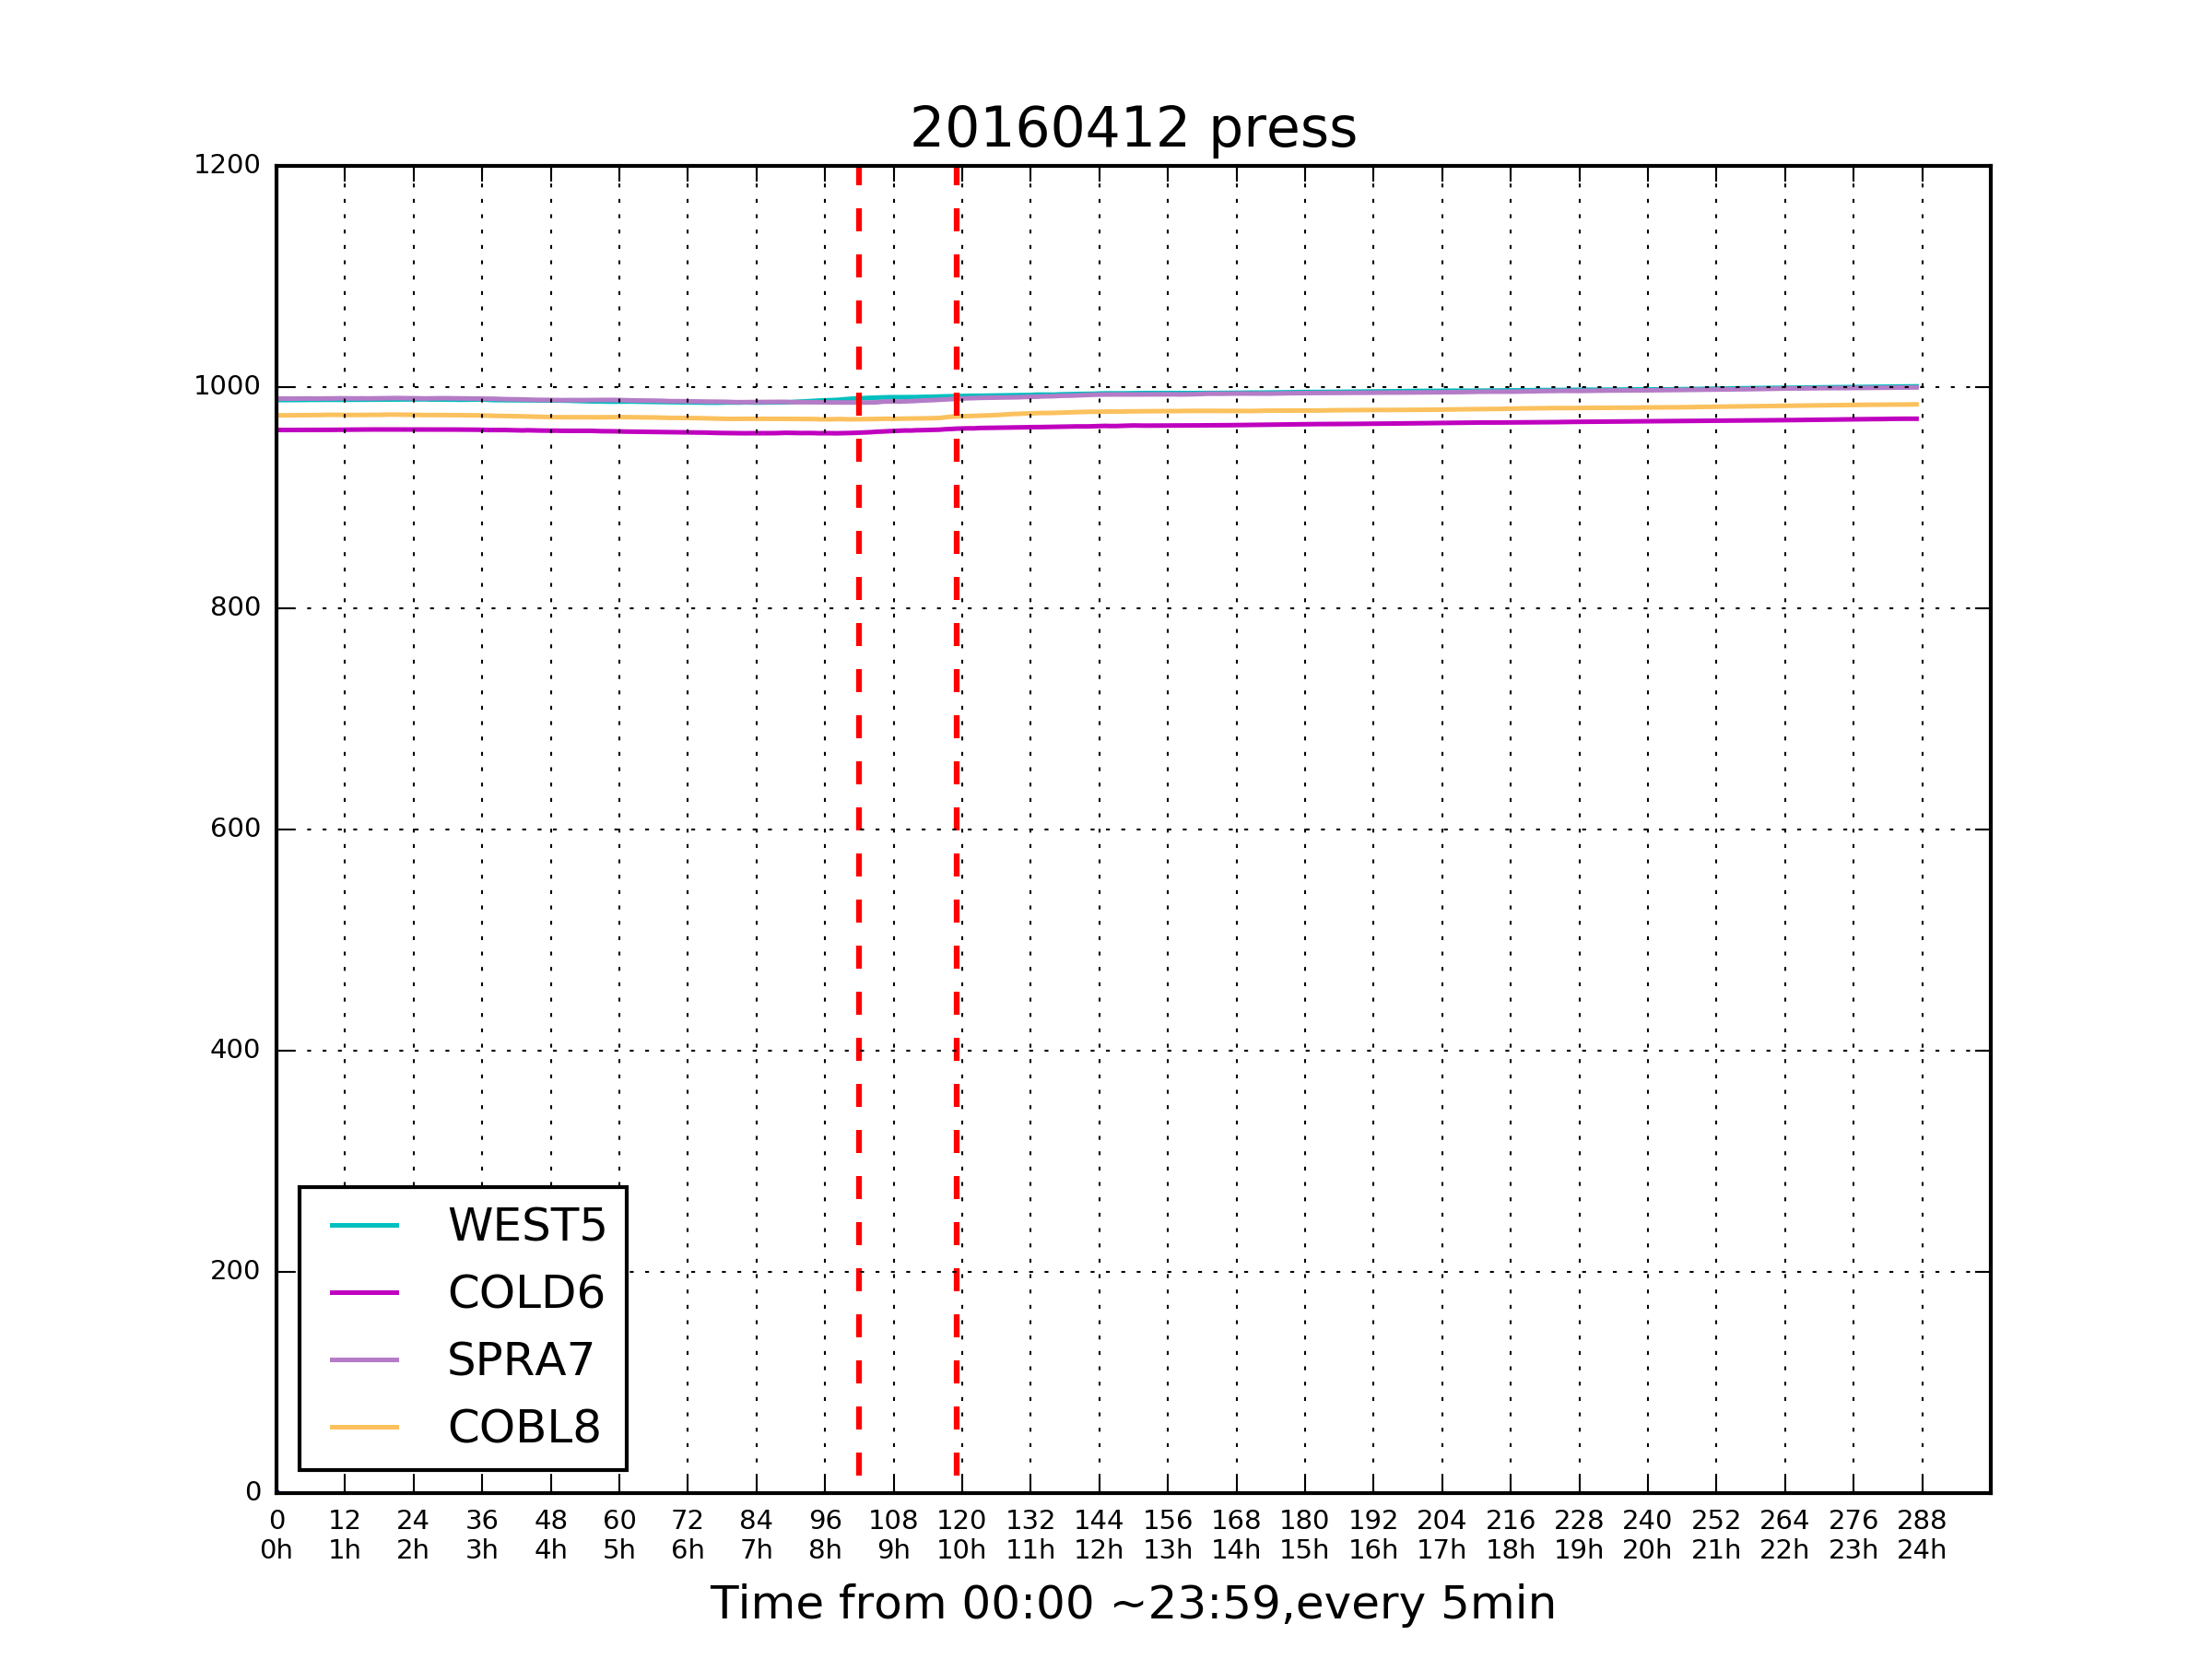 20160412 press
1200
1000
800
600
400
200
0
WEST5
COLD6
SPRA7
COBL8
0 12 24 36 48 60 72 84 96 108 120 132 144 156 168 180 192 204 216 228 240 252 264 276 288
0h 1h 2h 3h 4h 5h 6h 7h 8h 9h 10h 11h 12h 13h 14h 15h 16h 17h 18h 19h 20h 21h 22h 23h 24h
Time from 00:00 ~23:59,every 5min